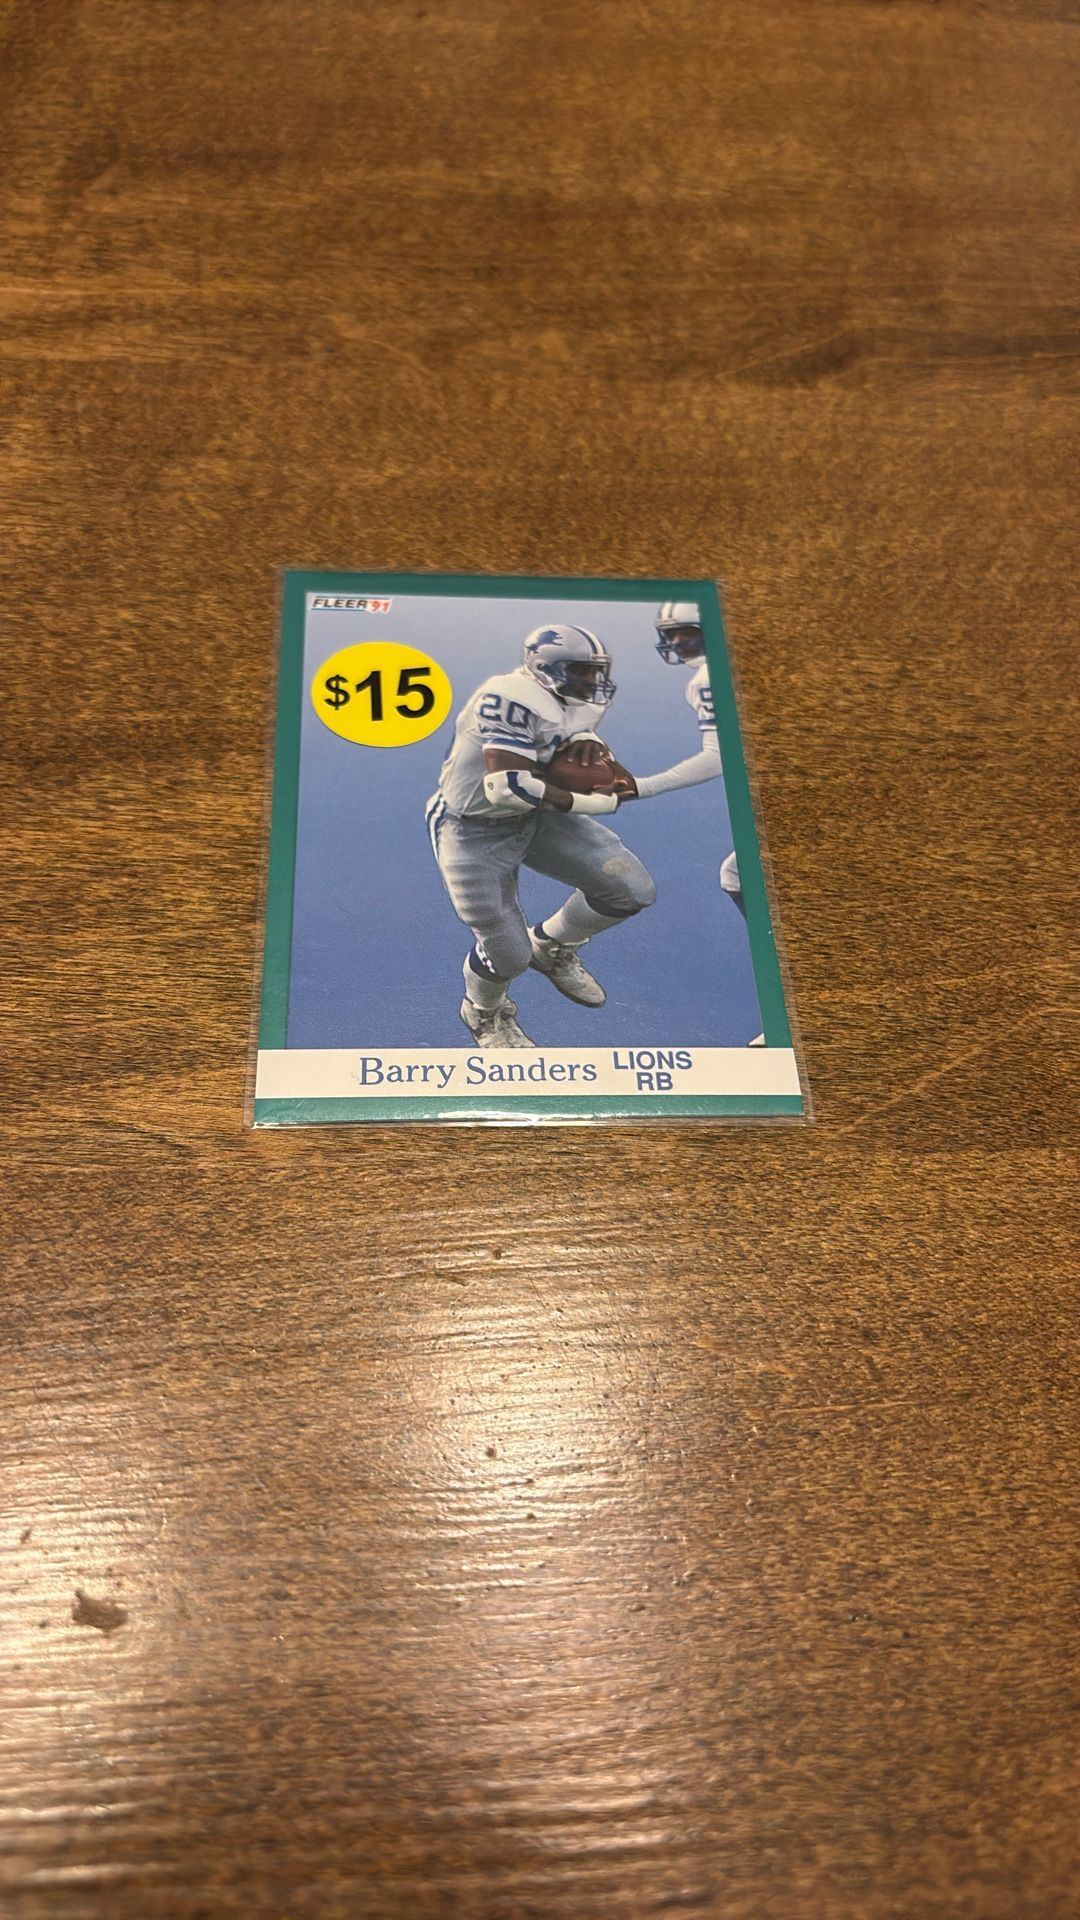 FLEER '91
$15
20
Barry Sanders LIONS
RB